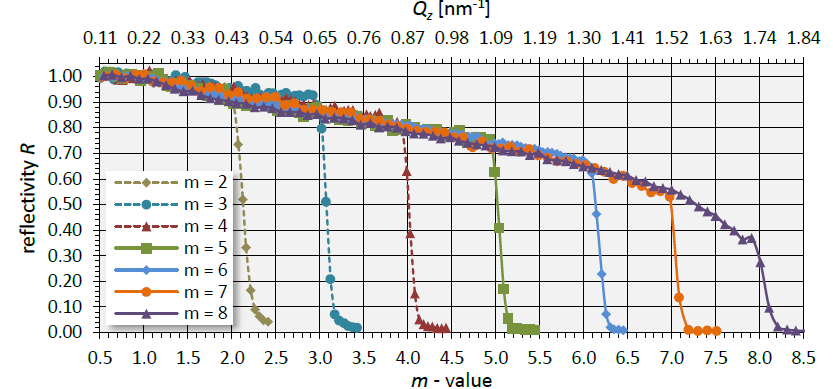 Qz [nm⁻¹]
0.11 0.22 0.33 0.43 0.54 0.65 0.76 0.87 0.98 1.09 1.19 1.30 1.41 1.52 1.63 1.74 1.84
1.00
0.90
0.80
0.70
0.60
0.50
0.40
0.30
0.20
0.10
0.00
reflectivity R
m = 2
m = 3
m = 4
m = 5
m = 6
m = 7
m = 8
0.5 1.0 1.5 2.0 2.5 3.0 3.5 4.0 4.5 5.0 5.5 6.0 6.5 7.0 7.5 8.0 8.5
m - value